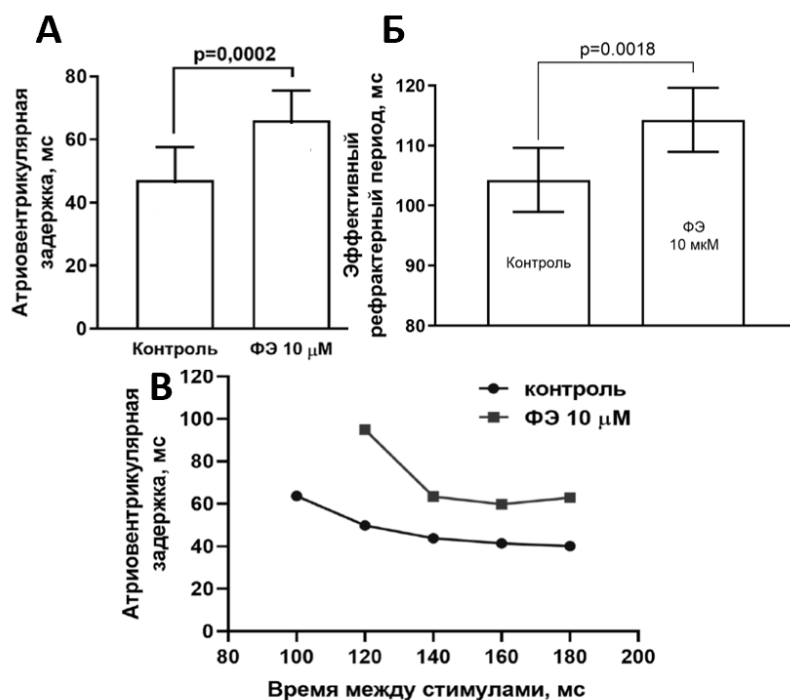 А
p=0,0002
Атриовентрикулярная
задержка, мс
80
60
40
20
0
Контроль
ФЭ 10 μM
Б
p=0.0018
Эффективный
рефрактерный период, мс
120
110
100
90
80
Контроль
ФЭ
10 мкМ
В
Атриовентрикулярная
задержка, мс
120
100
80
60
40
20
0
контроль
ФЭ 10 μM
80 100 120 140 160 180 200
Время между стимулами, мс